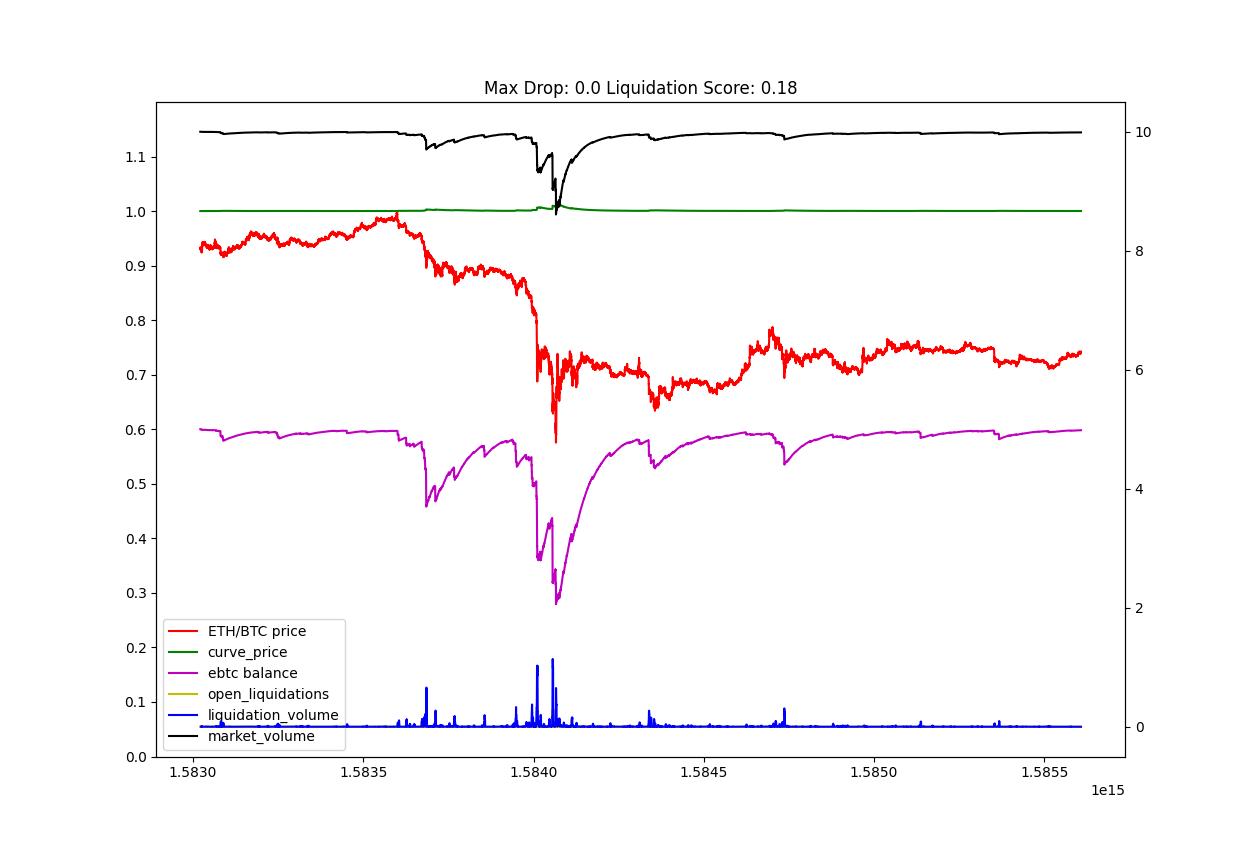 Max Drop: 0.0 Liquidation Score: 0.18
1.1
1.0
0.9
0.8
0.7
0.6
0.5
0.4
0.3
0.2
0.1
0.0
10
8
6
4
2
0
ETH/BTC price
curve_price
ebtc balance
open_liquidations
liquidation_volume
market_volume
1.5830 1.5835 1.5840 1.5845 1.5850 1.5855
1e15